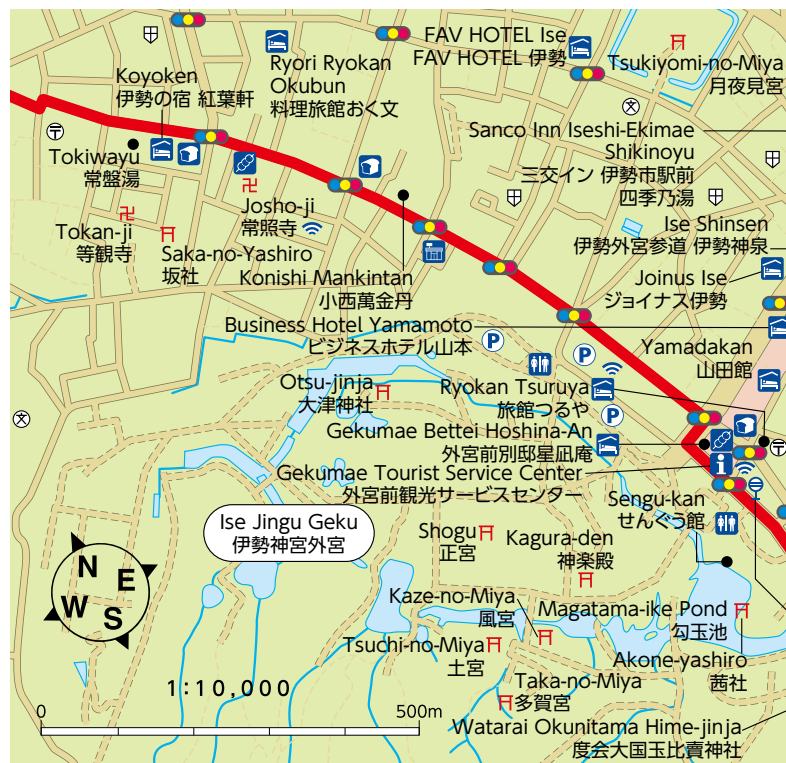 FAV HOTEL Ise
FAV HOTEL 伊勢
Tsukiyomi-no-Miya
月夜見宮
Koyoken
伊勢の宿 紅葉軒
Ryori Ryokan
Okubun
料理旅館おく文
Sanco Inn Iseshi-Ekimae
Shikinoyu
三交イン 伊勢市駅前
四季乃湯
Tokiwayu
常盤湯
Josho-ji
常照寺
Tokan-ji
等観寺
Saka-no-Yashiro
坂社
Ise Shinsen
伊勢外宮参道 伊勢神泉
Konishi Mankintan
小西萬金丹
Joinus Ise
ジョイナス伊勢
Business Hotel Yamamoto
ビジネスホテル山本
Yamadakan
山田館
P
P
P
Otsu-jinja
大津神社
Ryokan Tsuruya
旅館つるや
Gekumae Bettei Hoshina-An
外宮前別邸星凪庵
Gekumae Tourist Service Center
外宮前観光サービスセンター
i
Sengu-kan
せんぐう館
Ise Jingu Geku
伊勢神宮外宮
Shogu
正宮
Kagura-den
神楽殿
N
E
W
S
Kaze-no-Miya
風宮
Magatama-ike Pond
勾玉池
Tsuchi-no-Miya
土宮
Akone-yashiro
茜社
Taka-no-Miya
多賀宮
1:10,000
0
500m
Watarai Okunitama Hime-jinja
度会大国玉比賣神社
文
文